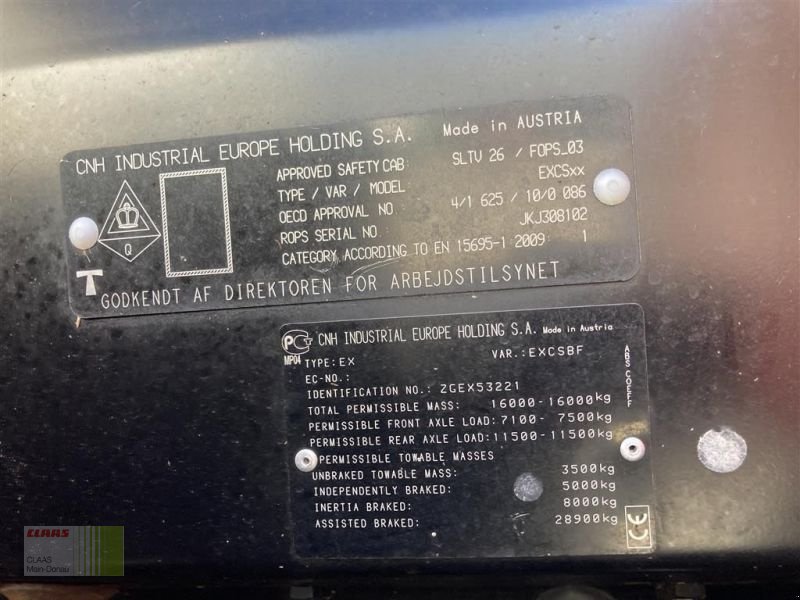 CNH INDUSTRIAL EUROPE HOLDING S.A. Made in AUSTRIA
APPROVED SAFETY CAB: SLTV 26 / FOPS_03
TYPE / VAR / MODEL: EXCSxx
OECD APPROVAL NO : 4/1 625 / 10/0 086
ROPS SERIAL NO.: JKJ308102
CATEGORY ACCORDING TO EN 15695-1 2009: 1
Q
T
GODKENDT AF DIREKTOREN FOR ARBEJDSTILSYNET
CNH INDUSTRIAL EUROPE HOLDING S.A. Made in Austria
MP04
TYPE: EX VAR.: EXCSBF
EC-NO.:
IDENTIFICATION NO.: ZGEX53221
TOTAL PERMISSIBLE MASS: 16000-16000kg
PERMISSIBLE FRONT AXLE LOAD: 7100- 7500kg
PERMISSIBLE REAR AXLE LOAD: 11500-11500kg
PERMISSIBLE TOWABLE MASSES
UNBRAKED TOWABLE MASS: 3500kg
INDEPENDENTLY BRAKED: 5000kg
INERTIA BRAKED: 8000kg
ASSISTED BRAKED: 28900kg
ABS COEFF
CE
CLAAS
CLAAS
Main-Donau